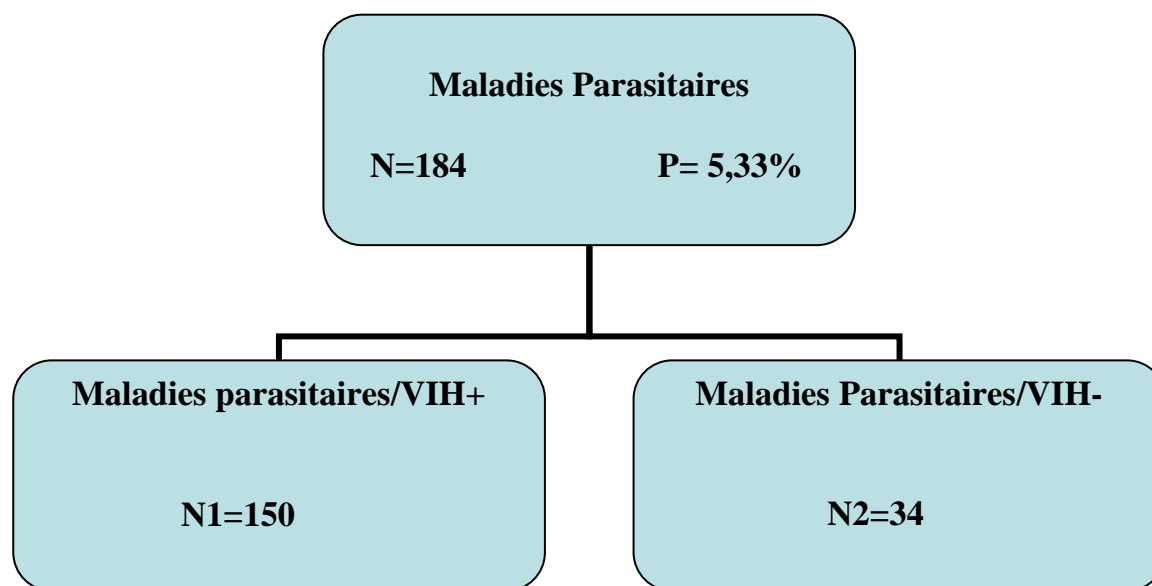 Maladies Parasitaires
N=184 P= 5,33%
Maladies parasitaires/VIH+
N1=150
Maladies Parasitaires/VIH-
N2=34